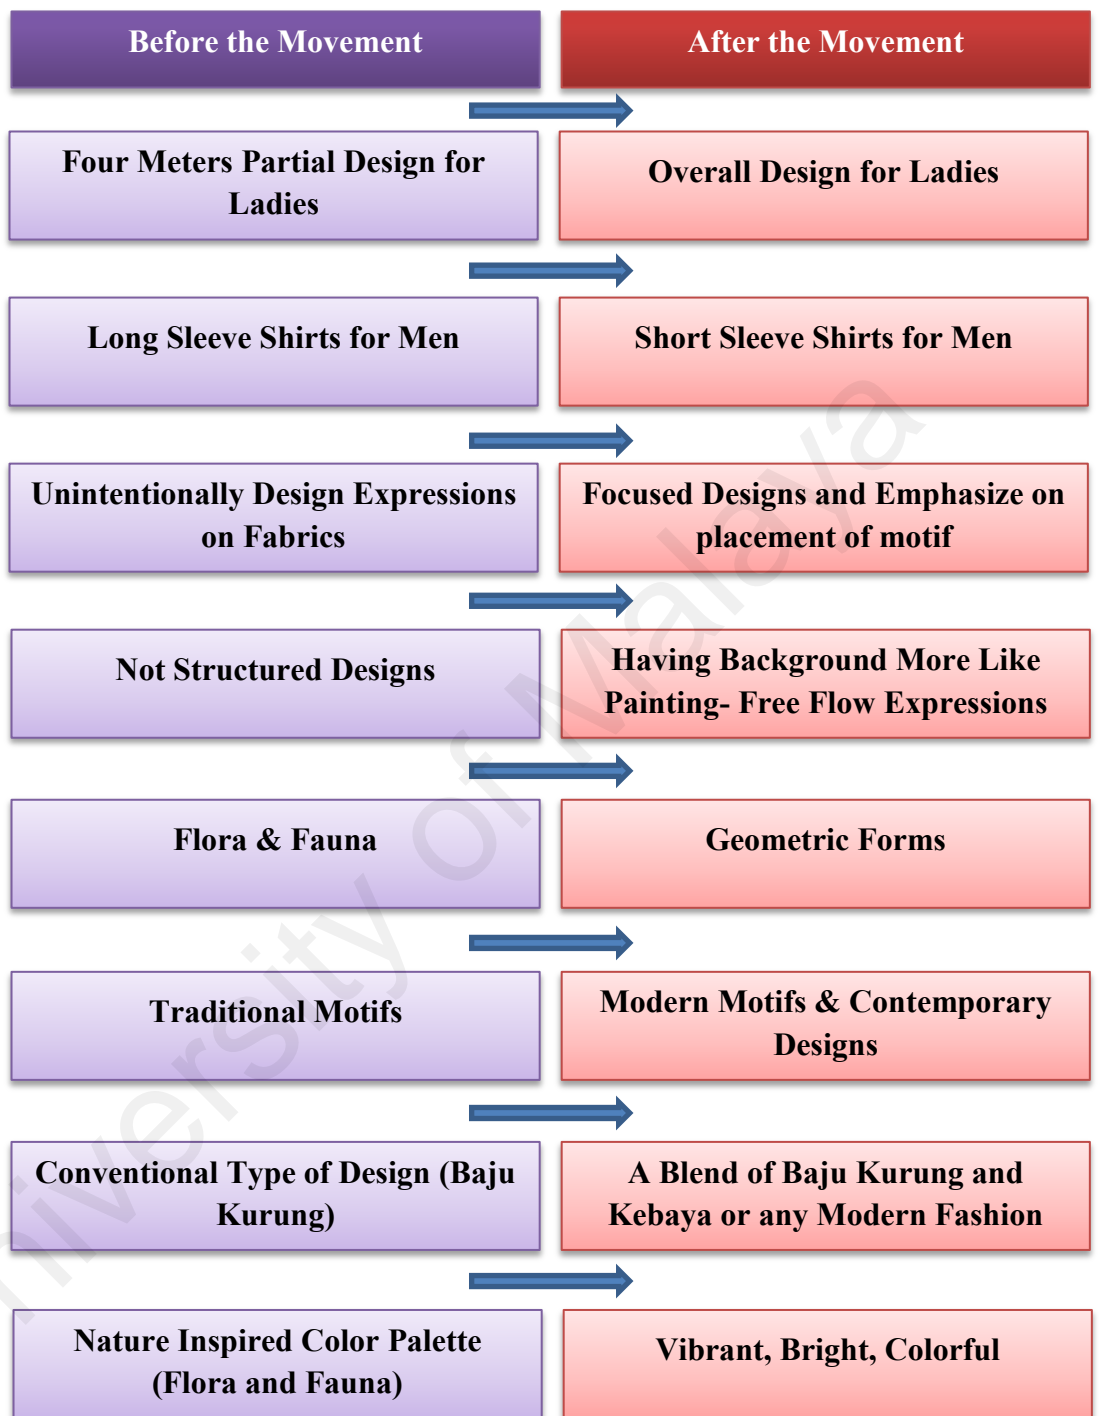 Before the Movement
After the Movement
Four Meters Partial Design for
Ladies
Overall Design for Ladies
Long Sleeve Shirts for Men
Short Sleeve Shirts for Men
Unintentionally Design Expressions
on Fabrics
Focused Designs and Emphasize on
placement of motif
Not Structured Designs
Having Background More Like
Painting- Free Flow Expressions
Flora & Fauna
Geometric Forms
Traditional Motifs
Modern Motifs & Contemporary
Designs
Conventional Type of Design (Baju
Kurung)
A Blend of Baju Kurung and
Kebaya or any Modern Fashion
Nature Inspired Color Palette
(Flora and Fauna)
Vibrant, Bright, Colorful
niversity of Malaya